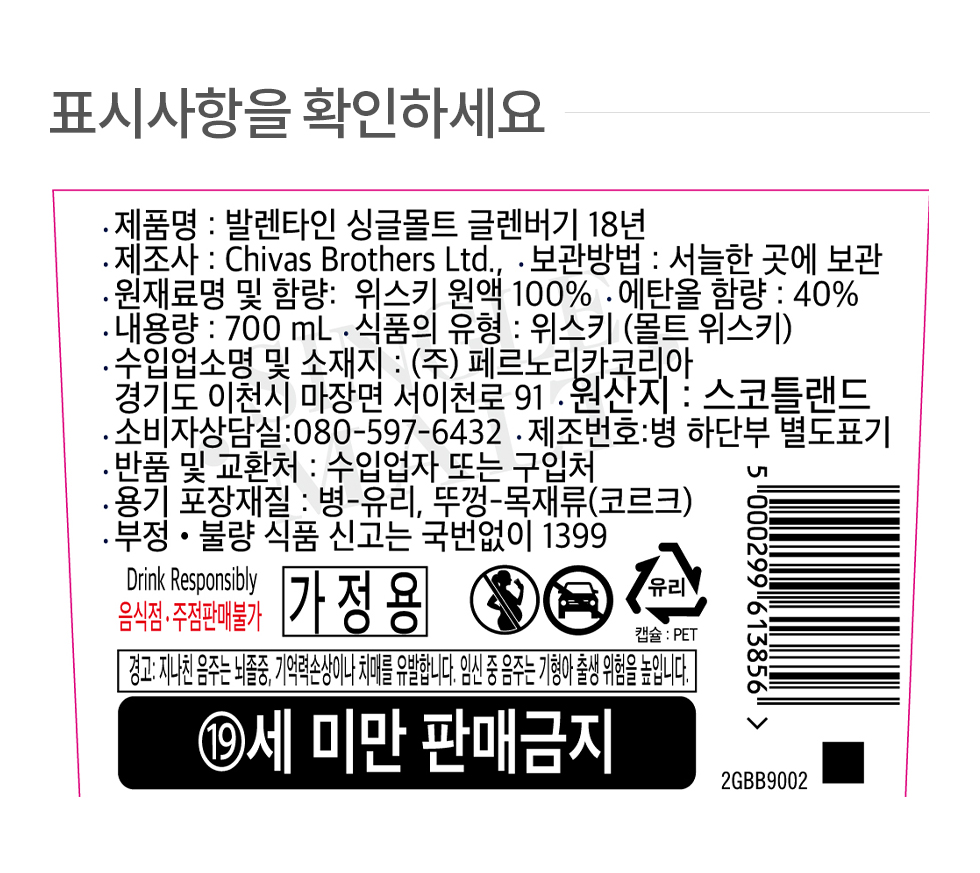 표시사항을 확인하세요
· 제품명 : 발렌타인 싱글몰트 글렌버기 18년
· 제조사 : Chivas Brothers Ltd., · 보관방법 : 서늘한 곳에 보관
· 원재료명 및 함량: 위스키 원액 100% · 에탄올 함량 : 40%
· 내용량 : 700 mL · 식품의 유형 : 위스키 (몰트 위스키)
· 수입업소명 및 소재지 : (주) 페르노리카코리아
경기도 이천시 마장면 서이천로 91 · 원산지 : 스코틀랜드
· 소비자상담실:080-597-6432 · 제조번호:병 하단부 별도표기
· 반품 및 교환처 : 수입업자 또는 구입처
· 용기 포장재질 : 병-유리, 뚜껑-목재류(코르크)
· 부정 • 불량 식품 신고는 국번없이 1399
Drink Responsibly
음식점·주점판매불가
가 정 용
유리
캡슐 : PET
5 000299 613856 >
경고: 지나친 음주는 뇌졸중, 기억력손상이나 치매를 유발합니다. 임신 중 음주는 기형아 출생 위험을 높입니다.
⑲세 미만 판매금지
2GBB9002